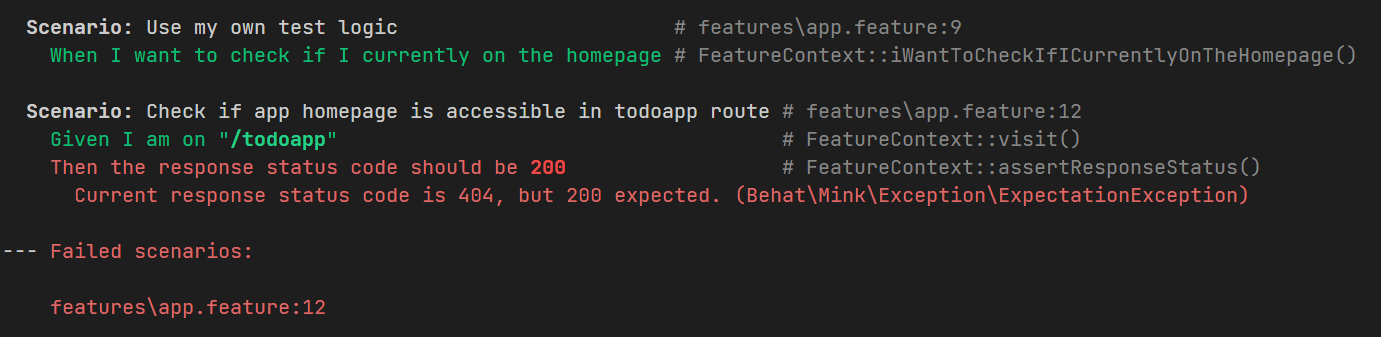 Scenario: Use my own test logic # features\app.feature:9
When I want to check if I currently on the homepage # FeatureContext::iWantToCheckIfICurrentlyOnTheHomepage()
Scenario: Check if app homepage is accessible in todoapp route # features\app.feature:12
Given I am on "/todoapp" # FeatureContext::visit()
Then the response status code should be 200 # FeatureContext::assertResponseStatus()
Current response status code is 404, but 200 expected. (Behat\Mink\Exception\ExpectationException)
--- Failed scenarios:
features\app.feature:12